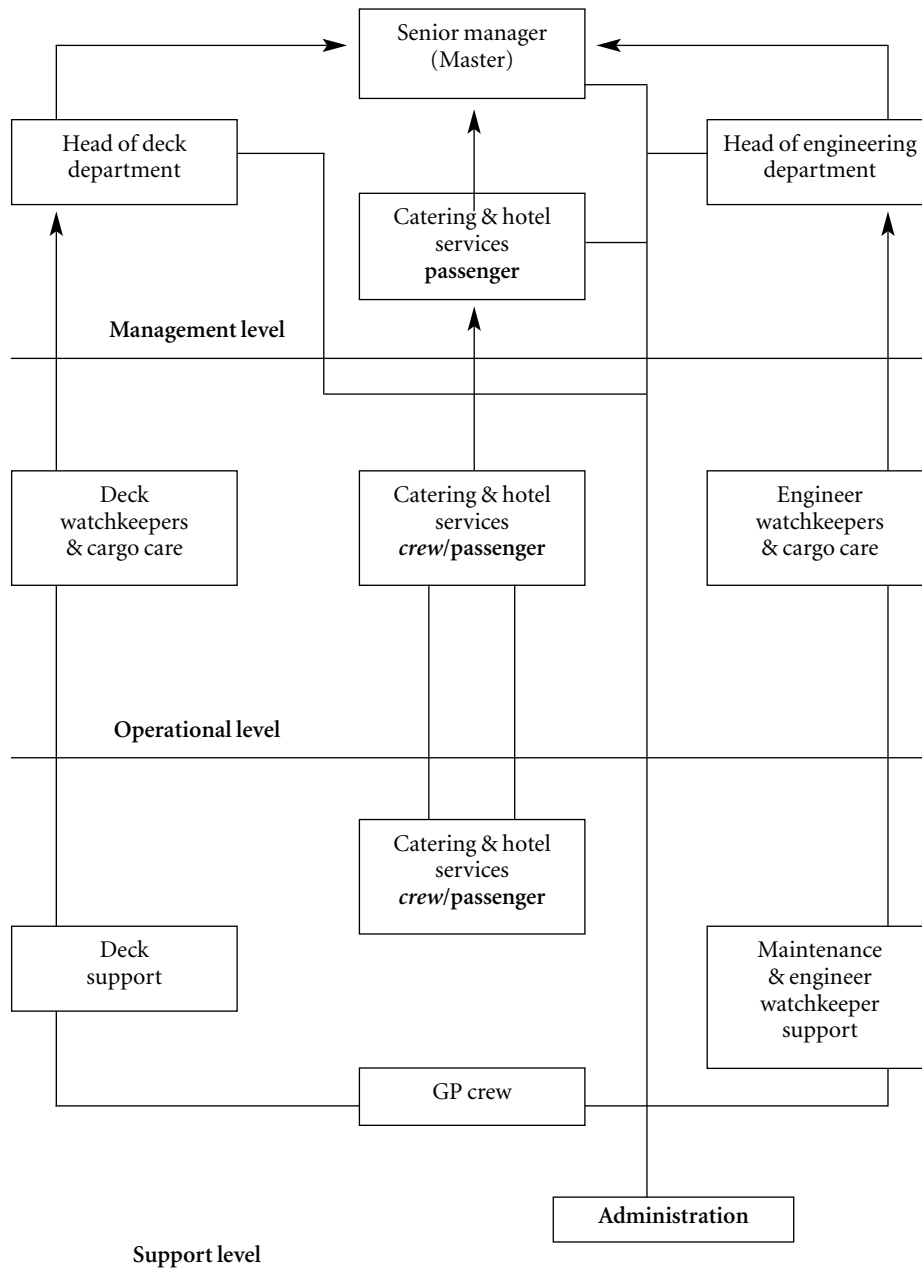 Senior manager
(Master)
Head of deck
department
Head of engineering
department
Catering & hotel
services
passenger
Management level
Deck
watchkeepers
& cargo care
Catering & hotel
services
crew/passenger
Engineer
watchkeepers
& cargo care
Operational level
Catering & hotel
services
crew/passenger
Deck
support
Maintenance
& engineer
watchkeeper
support
GP crew
Administration
Support level